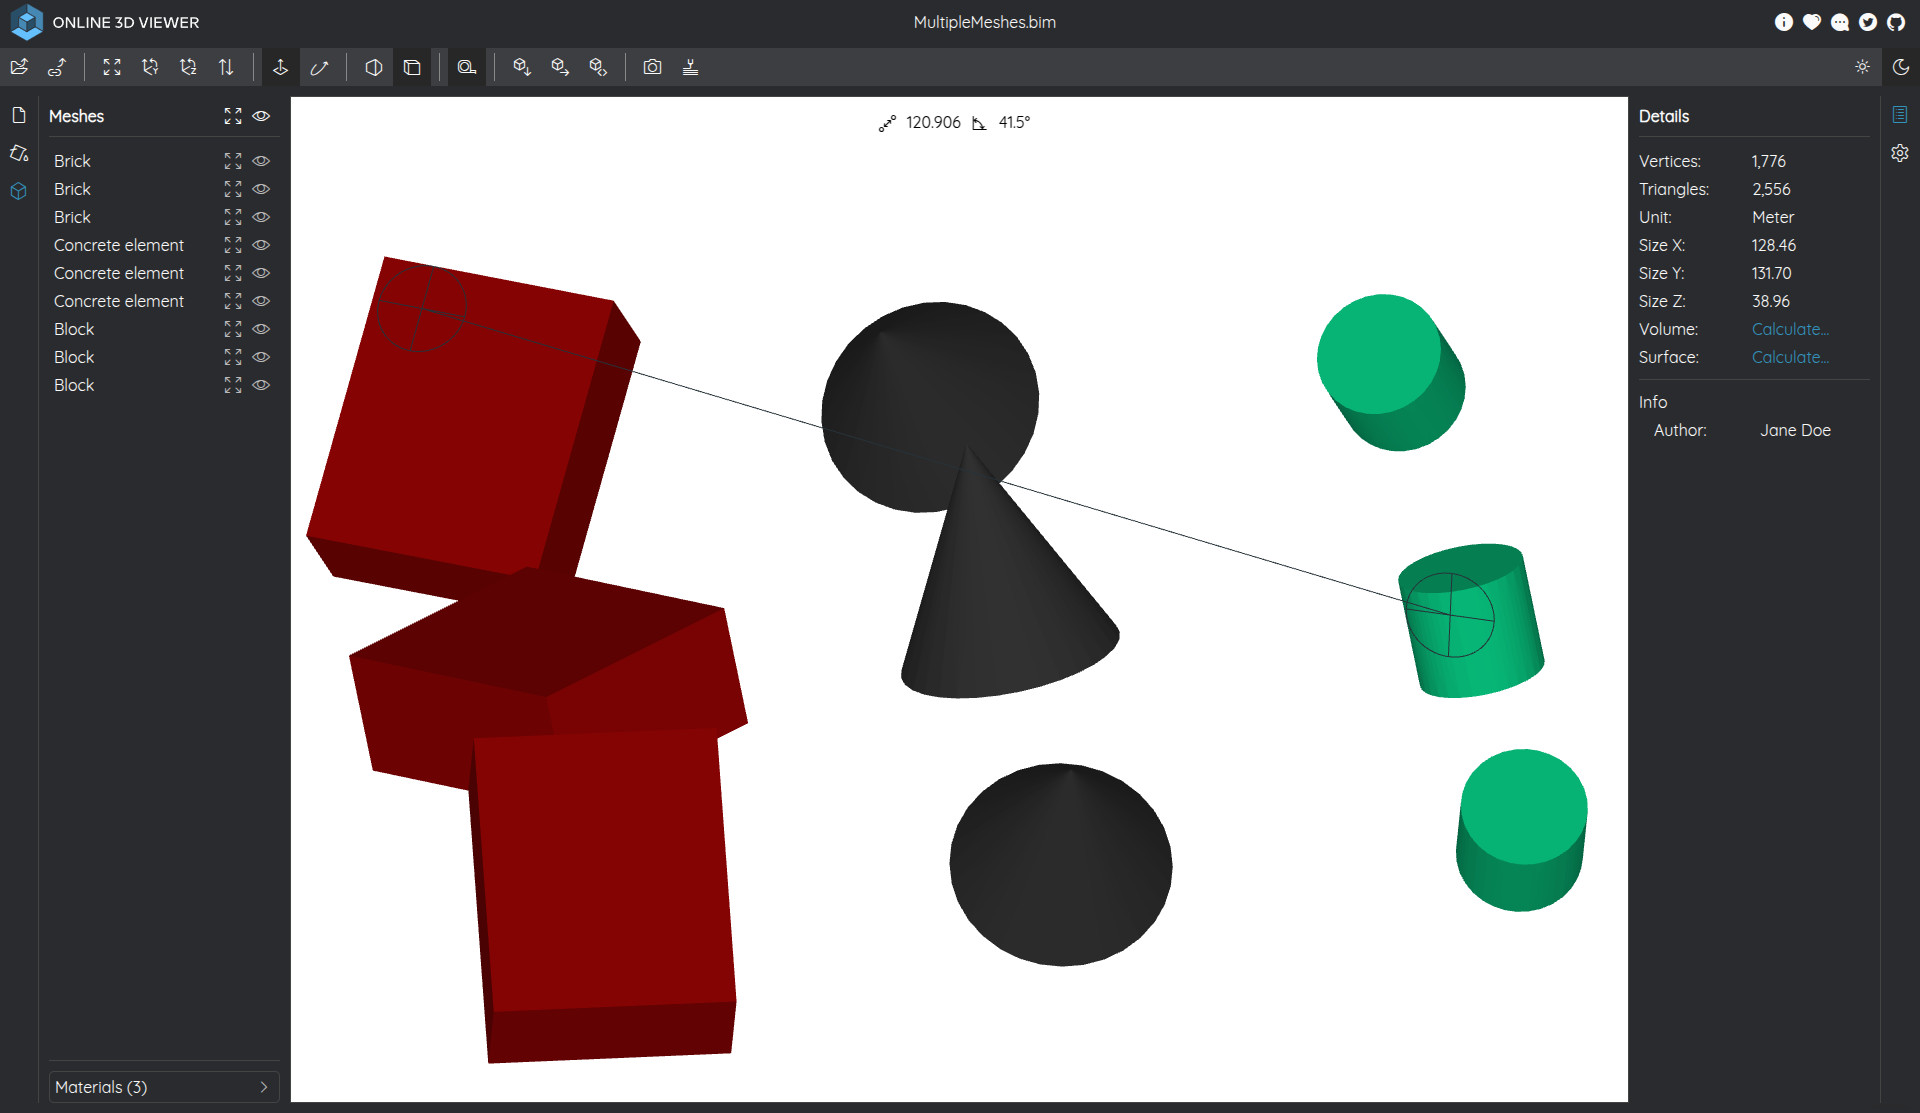 ONLINE 3D VIEWER
MultipleMeshes.bim
Meshes
Brick
Brick
Brick
Concrete element
Concrete element
Concrete element
Block
Block
Block
Materials (3)
120.906 41.5°
Details
Vertices: 1,776
Triangles: 2,556
Unit: Meter
Size X: 128.46
Size Y: 131.70
Size Z: 38.96
Volume: Calculate...
Surface: Calculate...
Info
Author: Jane Doe